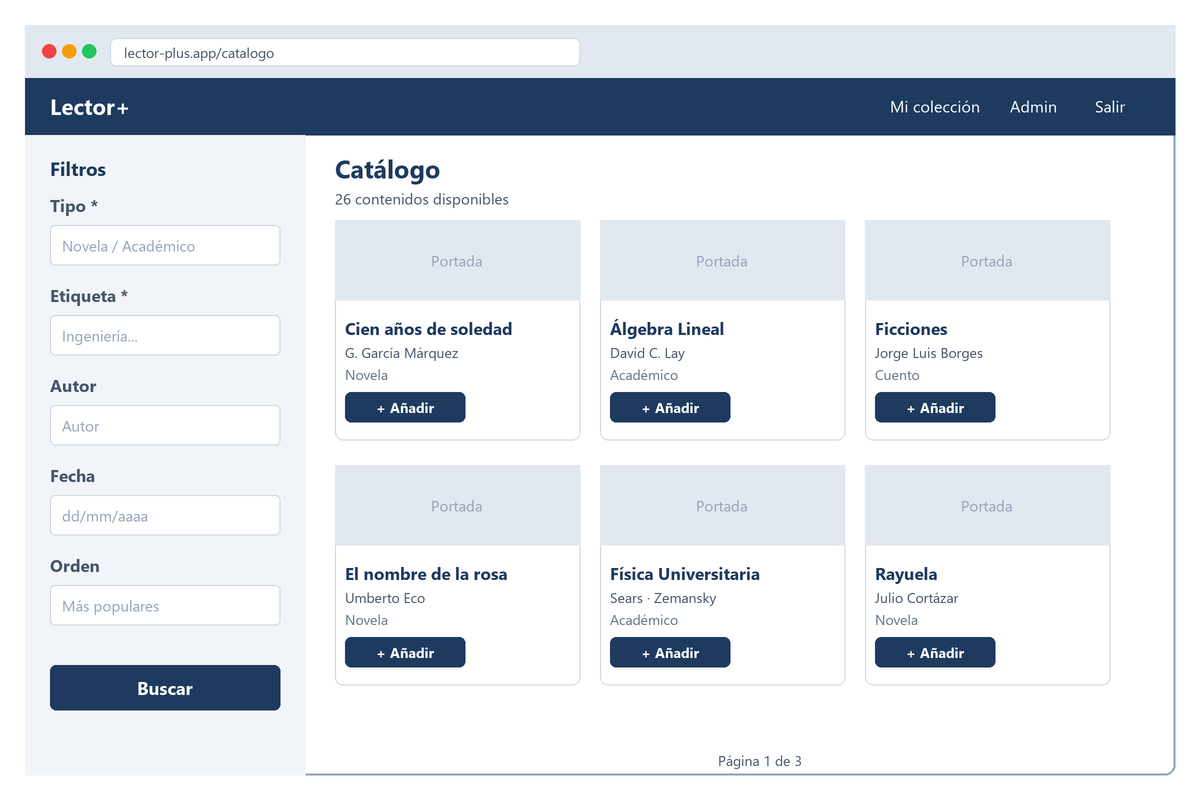 lector-plus.app/catalogo
Lector+
Mi colección
Admin
Salir
Filtros
Tipo *
Novela / Académico
Etiqueta *
Ingeniería...
Autor
Autor
Fecha
dd/mm/aaaa
Orden
Más populares
Buscar
Catálogo
26 contenidos disponibles
Portada
Cien años de soledad
G. García Márquez
Novela
+ Añadir
Portada
Álgebra Lineal
David C. Lay
Académico
+ Añadir
Portada
Ficciones
Jorge Luis Borges
Cuento
+ Añadir
Portada
El nombre de la rosa
Umberto Eco
Novela
+ Añadir
Portada
Física Universitaria
Sears · Zemansky
Académico
+ Añadir
Portada
Rayuela
Julio Cortázar
Novela
+ Añadir
Página 1 de 3